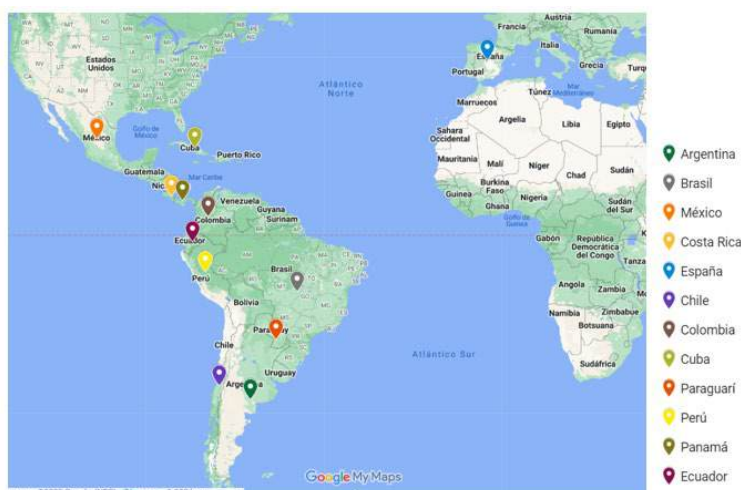 Austria
Francia
Rumanía
España
Italia
Portugal
Grecia
Turq
Mar
Mediterráneo
Estados
Unidos
Atlántico
Norte
Golfo de
México
México
Cuba
Puerto Rico
Guatemala
Mar Caribe
Nic
Venezuela
Guyana
Surinam
Colombia
Ecuador
Perú
Brasil
Bolivia
Paraguay
Chile
Uruguay
Argentina
Atlántico Sur
Marruecos
Túnez
Argelia
Libia
Egipto
Sahara
Occidental
Mauritania
Malí
Níger
Chad
Sudán
Burkina
Faso
Guinea
Nigeria
Ghana
Sudán
del Sur
Golfo de
Guinea
Gabón
República
Democrática
del Congo
Tanza
Angola
Zambia
Namibia
Zimbabue
Botsuana
Sudáfrica
Google My Maps
Argentina
Brasil
México
Costa Rica
España
Chile
Colombia
Cuba
Paraguarí
Perú
Panamá
Ecuador